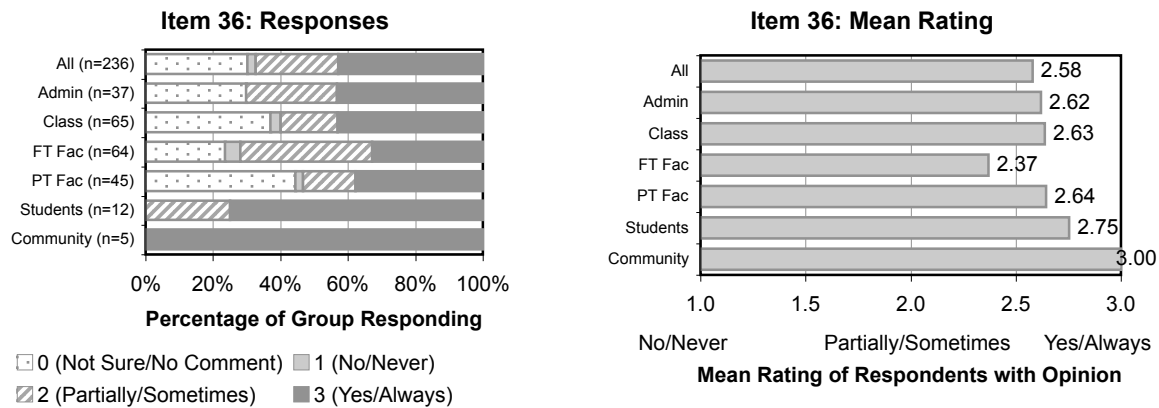 Item 36: Responses
All (n=236)
Admin (n=37)
Class (n=65)
FT Fac (n=64)
PT Fac (n=45)
Students (n=12)
Community (n=5)
0% 20% 40% 60% 80% 100%
Percentage of Group Responding
0 (Not Sure/No Comment) 1 (No/Never)
2 (Partially/Sometimes) 3 (Yes/Always)
Item 36: Mean Rating
All 2.58
Admin 2.62
Class 2.63
FT Fac 2.37
PT Fac 2.64
Students 2.75
Community 3.00
1.0 1.5 2.0 2.5 3.0
No/Never Partially/Sometimes Yes/Always
Mean Rating of Respondents with Opinion